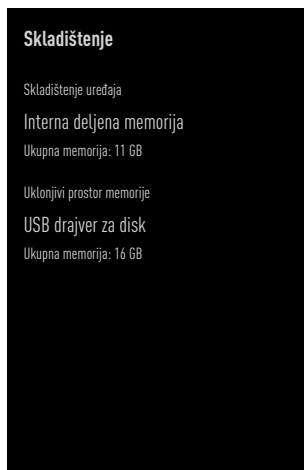 Skladištenje
Skladištenje uređaja
Interna deljena memorija
Ukupna memorija: 11 GB
Uklonjivi prostor memorije
USB drajver za disk
Ukupna memorija: 16 GB